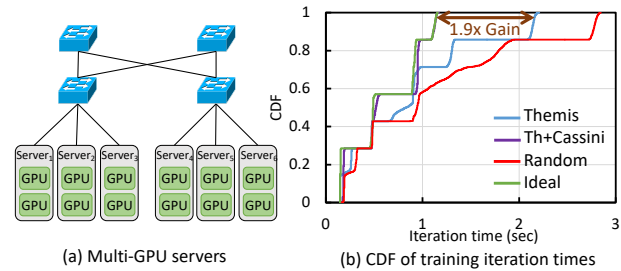 Server1 Server2 Server3 Server4 Server5 Server6
GPU GPU GPU GPU GPU GPU
GPU GPU GPU GPU GPU GPU
(a) Multi-GPU servers
1
0.8
0.6
0.4
0.2
0
CDF
1.9x Gain
Themis
Th+Cassini
Random
Ideal
0 1 2 3
Iteration time (sec)
(b) CDF of training iteration times